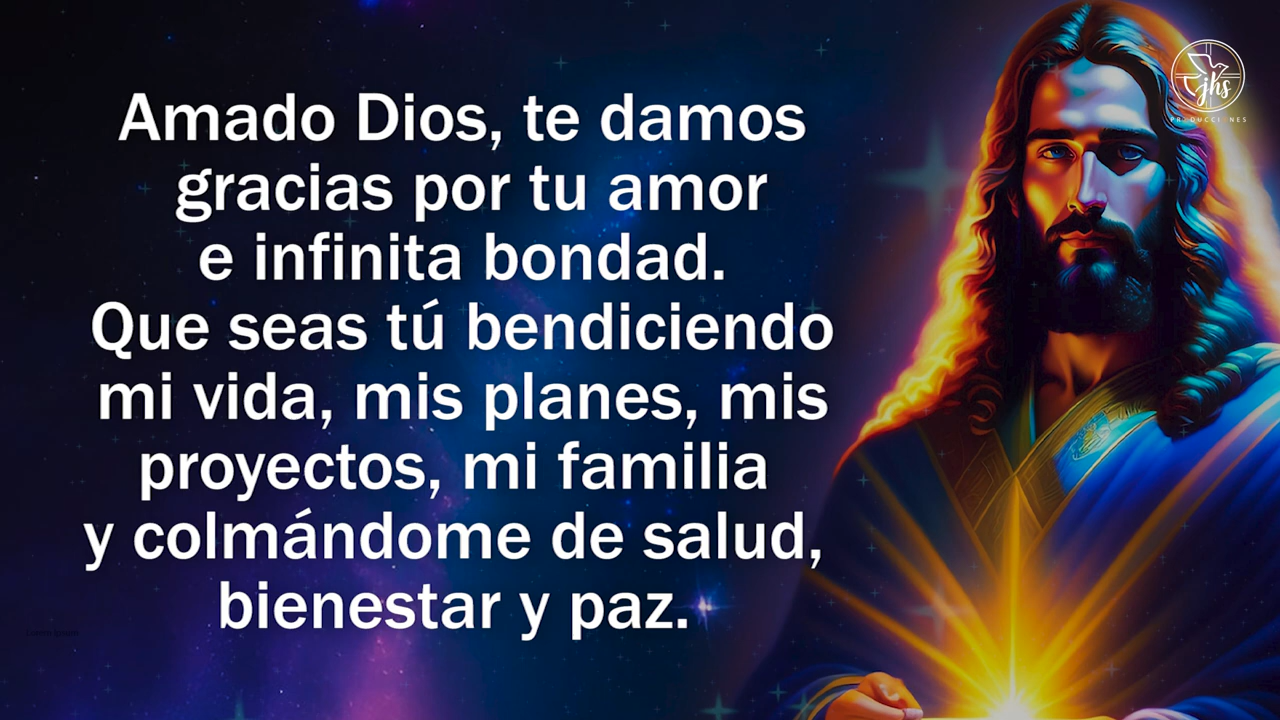 Amado Dios, te damos
gracias por tu amor
e infinita bondad.
Que seas tú bendiciendo
mi vida, mis planes, mis
proyectos, mi familia
y colmándome de salud,
bienestar y paz.
jhs